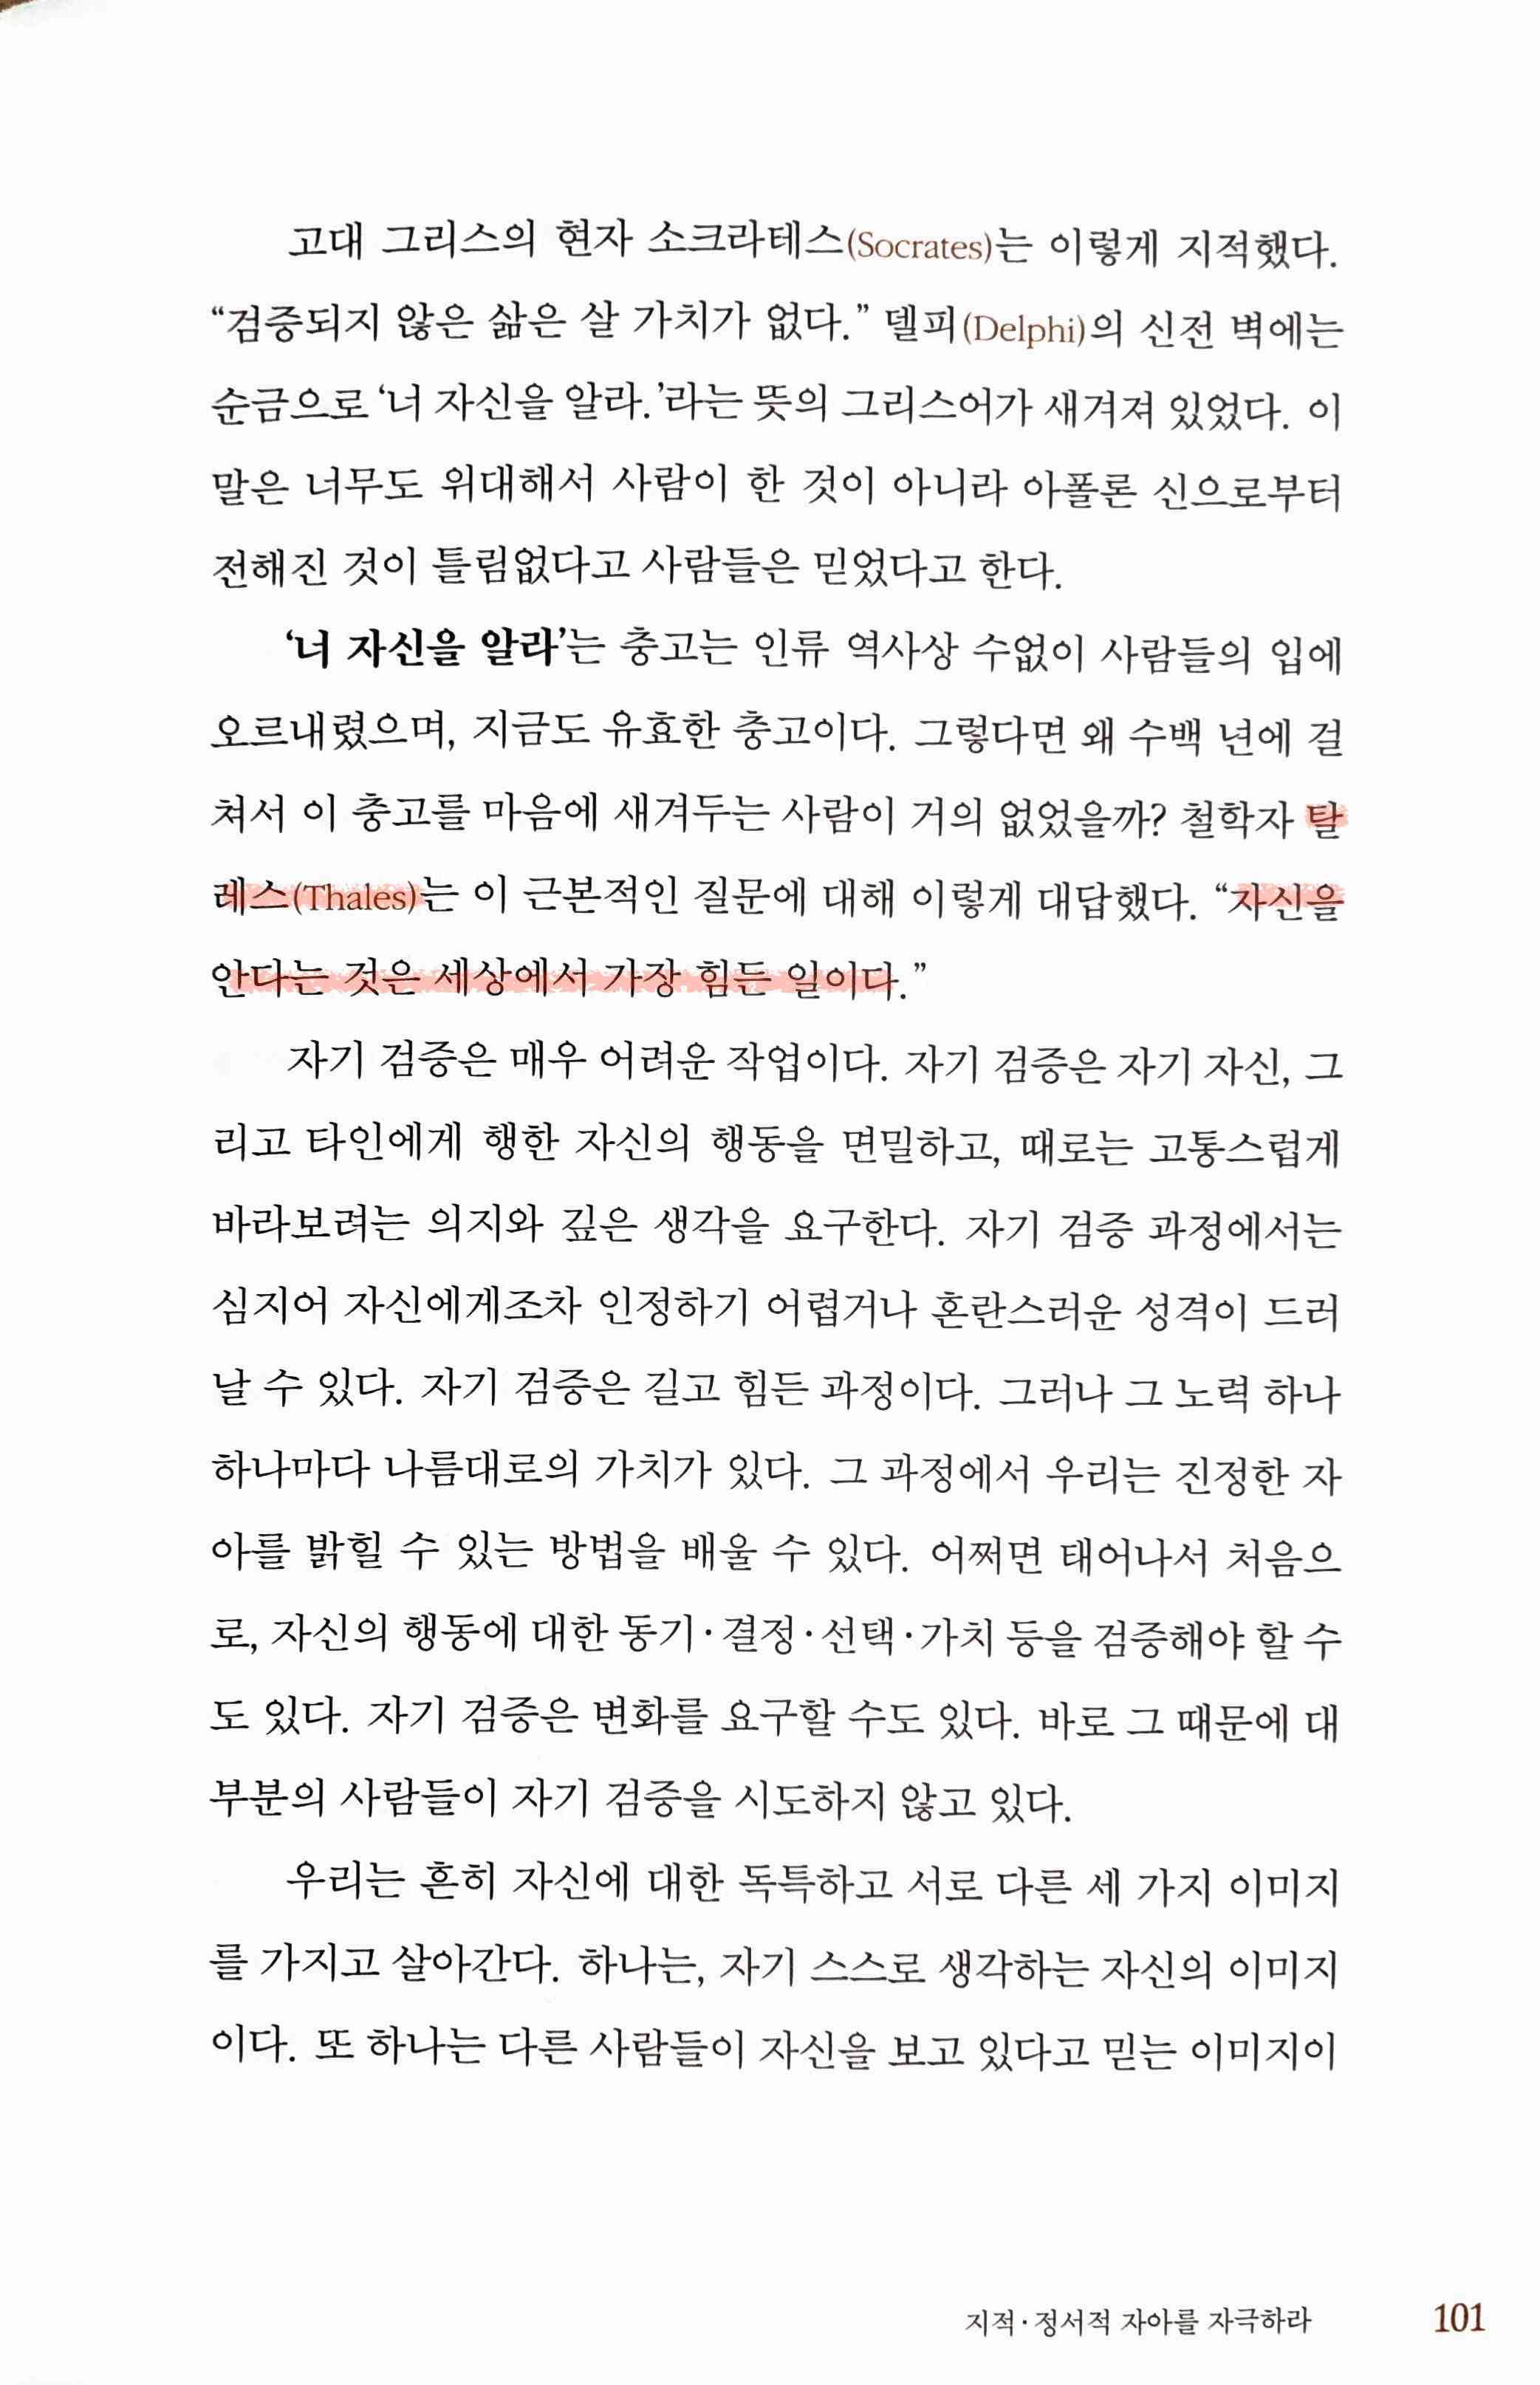 고대 그리스의 현자 소크라테스(Socrates)는 이렇게 지적했다.
“검증되지 않은 삶은 살 가치가 없다.” 델피(Delphi)의 신전 벽에는
순금으로 ‘너 자신을 알라.’라는 뜻의 그리스어가 새겨져 있었다. 이
말은 너무도 위대해서 사람이 한 것이 아니라 아폴론 신으로부터
전해진 것이 틀림없다고 사람들은 믿었다고 한다.
‘너 자신을 알라’는 충고는 인류 역사상 수없이 사람들의 입에
오르내렸으며, 지금도 유효한 충고이다. 그렇다면 왜 수백 년에 걸
쳐서 이 충고를 마음에 새겨두는 사람이 거의 없었을까? 철학자 탈
레스(Thales)는 이 근본적인 질문에 대해 이렇게 대답했다. “자신을
안다는 것은 세상에서 가장 힘든 일이다.”
자기 검증은 매우 어려운 작업이다. 자기 검증은 자기 자신, 그
리고 타인에게 행한 자신의 행동을 면밀하고, 때로는 고통스럽게
바라보려는 의지와 깊은 생각을 요구한다. 자기 검증 과정에서는
심지어 자신에게조차 인정하기 어렵거나 혼란스러운 성격이 드러
날 수 있다. 자기 검증은 길고 힘든 과정이다. 그러나 그 노력 하나
하나마다 나름대로의 가치가 있다. 그 과정에서 우리는 진정한 자
아를 밝힐 수 있는 방법을 배울 수 있다. 어쩌면 태어나서 처음으
로, 자신의 행동에 대한 동기·결정·선택·가치 등을 검증해야 할 수
도 있다. 자기 검증은 변화를 요구할 수도 있다. 바로 그 때문에 대
부분의 사람들이 자기 검증을 시도하지 않고 있다.
우리는 흔히 자신에 대한 독특하고 서로 다른 세 가지 이미지
를 가지고 살아간다. 하나는, 자기 스스로 생각하는 자신의 이미지
이다. 또 하나는 다른 사람들이 자신을 보고 있다고 믿는 이미지이
지적·정서적 자아를 자극하라 101